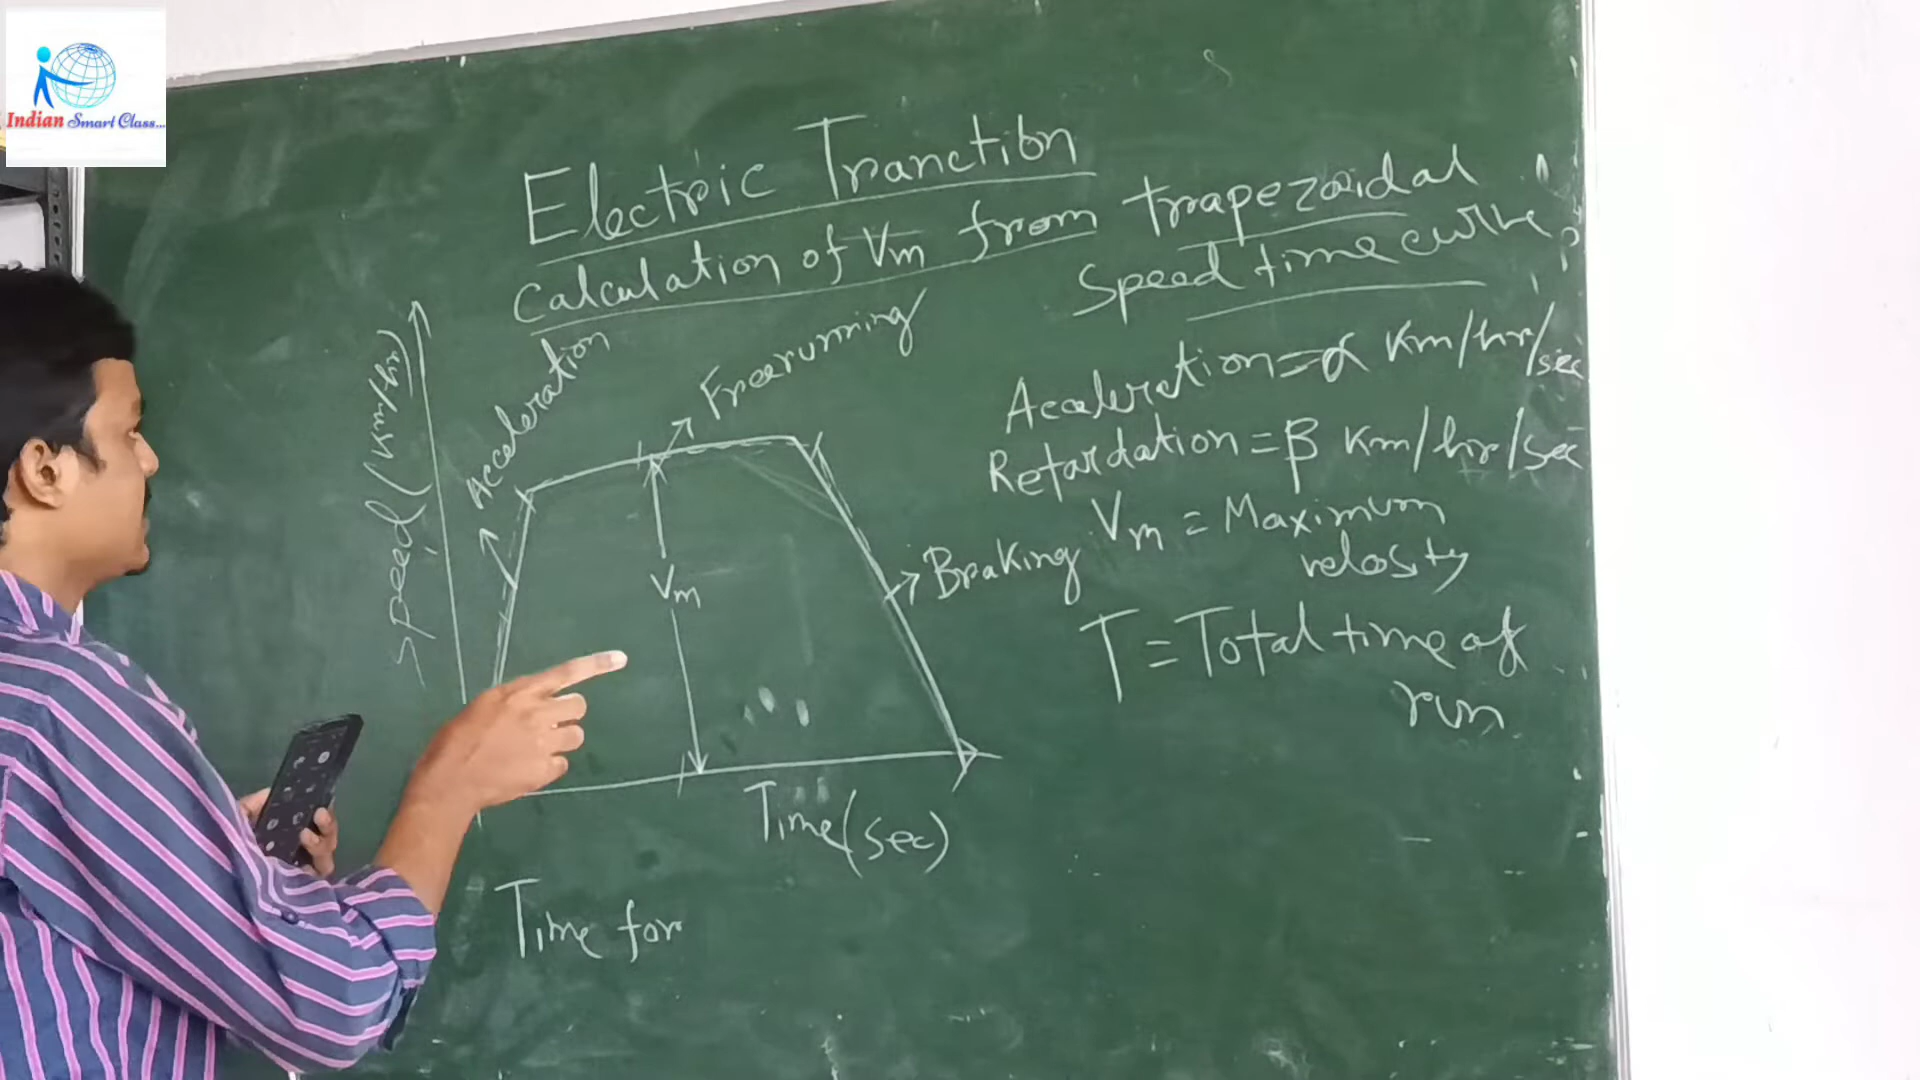 Indian Smart Class...
Electric Tranction
Calculation of Vm from trapezoidal
Speed time curve
Speed (Km/hr)
Acceleration
Freerunning
Vm
Braking
Time (sec)
Acceleration = α Km/hr/sec
Retardation = β Km/hr/sec
Vm = Maximum
velosity
T = Total time of
run
Time for